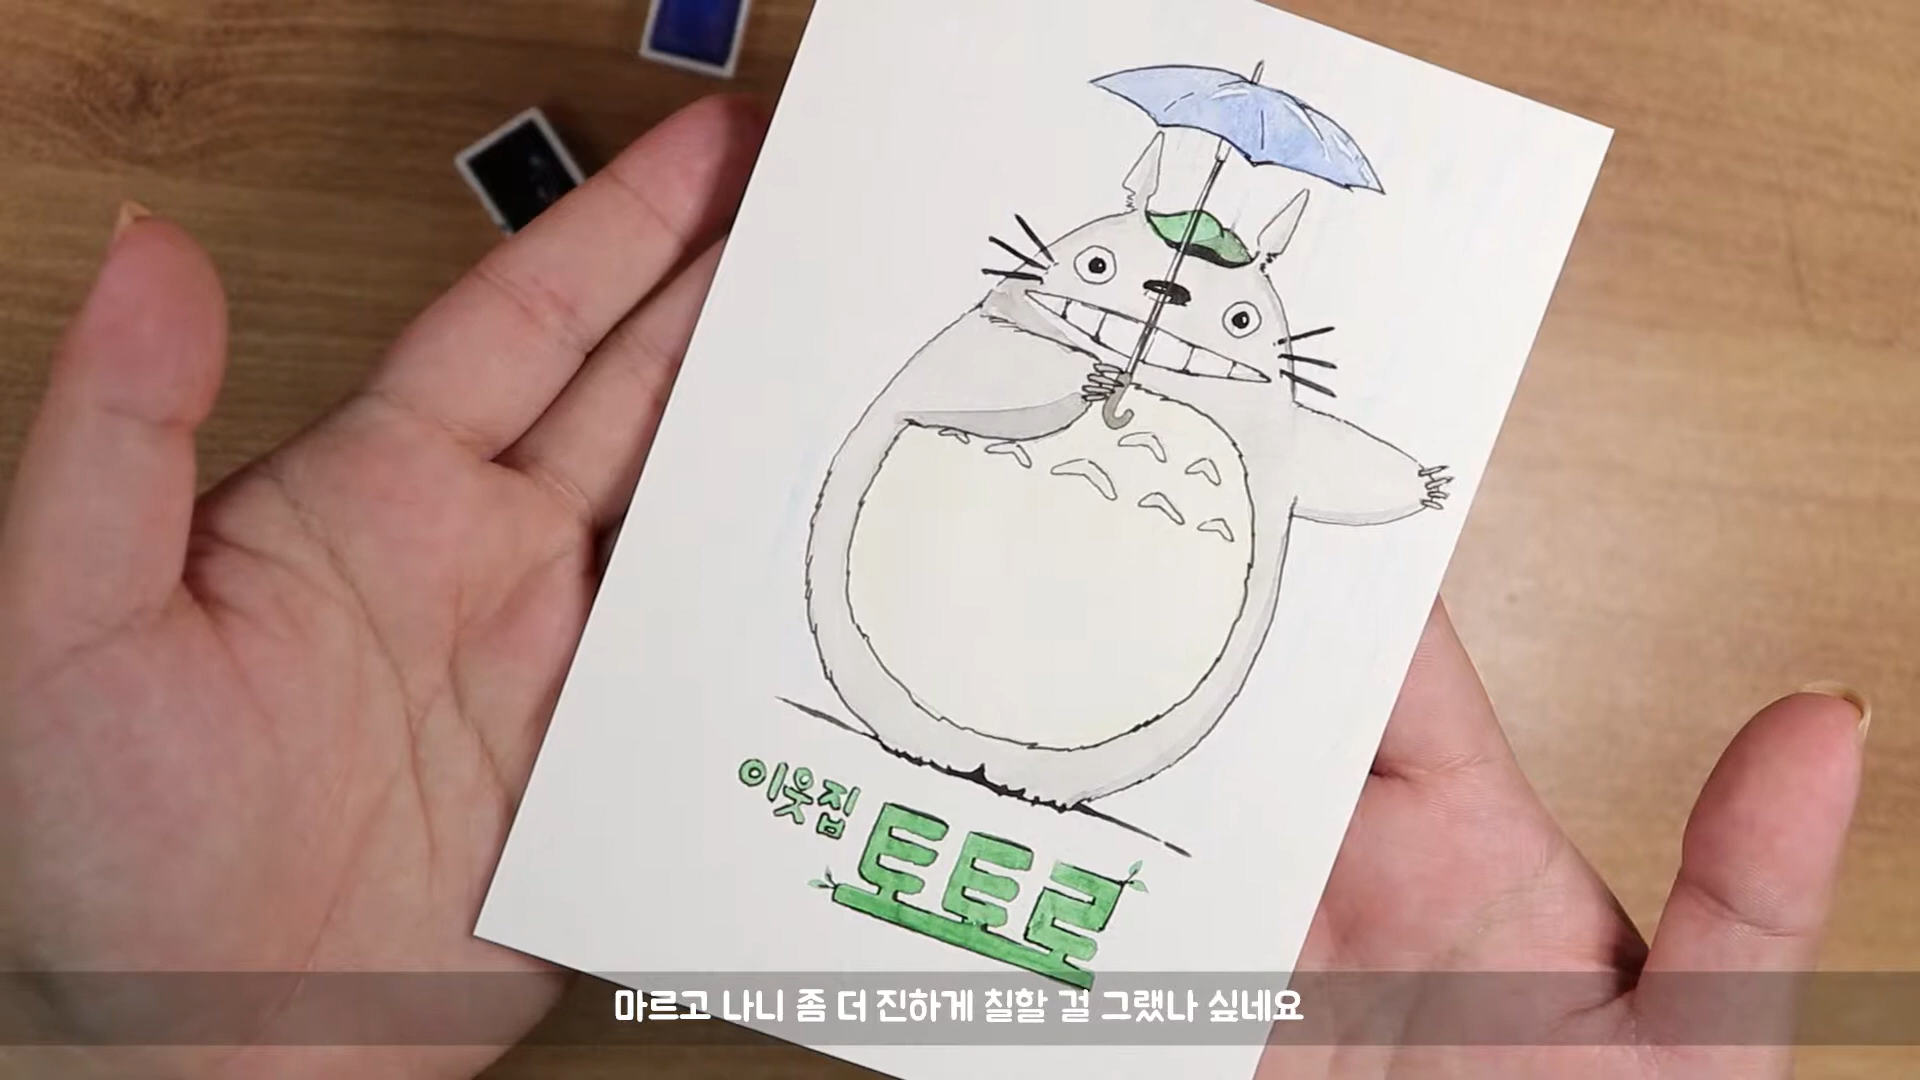 이웃집
토토로
마르고 나니 좀 더 진하게 칠할 걸 그랬나 싶네요